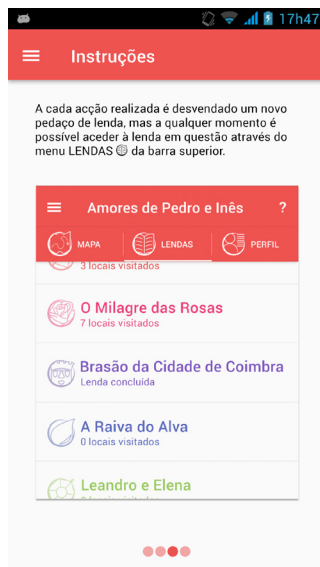 17h47
Instruções
A cada acção realizada é desvendado um novo
pedaço de lenda, mas a qualquer momento é
possível aceder à lenda em questão através do
menu LENDAS da barra superior.
Amores de Pedro e Inês ?
MAPA LENDAS PERFIL
3 locais visitados
O Milagre das Rosas
7 locais visitados
Brasão da Cidade de Coimbra
Lenda concluída
A Raiva do Alva
0 locais visitados
Leandro e Elena